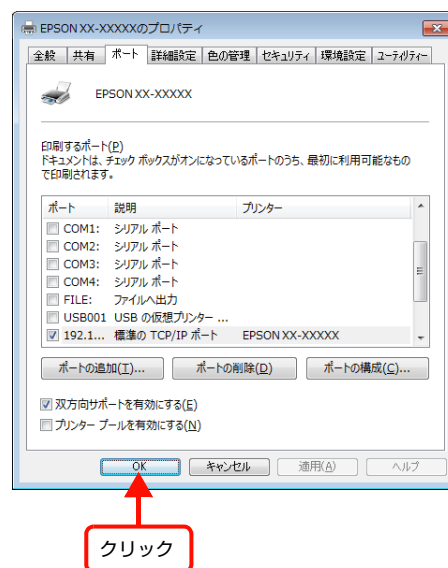 EPSON XX-XXXXXのプロパティ
全般 共有 ポート 詳細設定 色の管理 セキュリティ 環境設定 ユーティリティー
EPSON XX-XXXXX
印刷するポート(P)
ドキュメントは、チェック ボックスがオンになっているポートのうち、最初に利用可能なもの
で印刷されます。
ポート 説明 プリンター
COM1: シリアル ポート
COM2: シリアル ポート
COM3: シリアル ポート
COM4: シリアル ポート
FILE: ファイルへ出力
USB001 USB の仮想プリンター ...
192.1... 標準の TCP/IP ポート EPSON XX-XXXXX
ポートの追加(T)... ポートの削除(D) ポートの構成(C)...
双方向サポートを有効にする(E)
プリンター プールを有効にする(N)
OK キャンセル 適用(A) ヘルプ
クリック